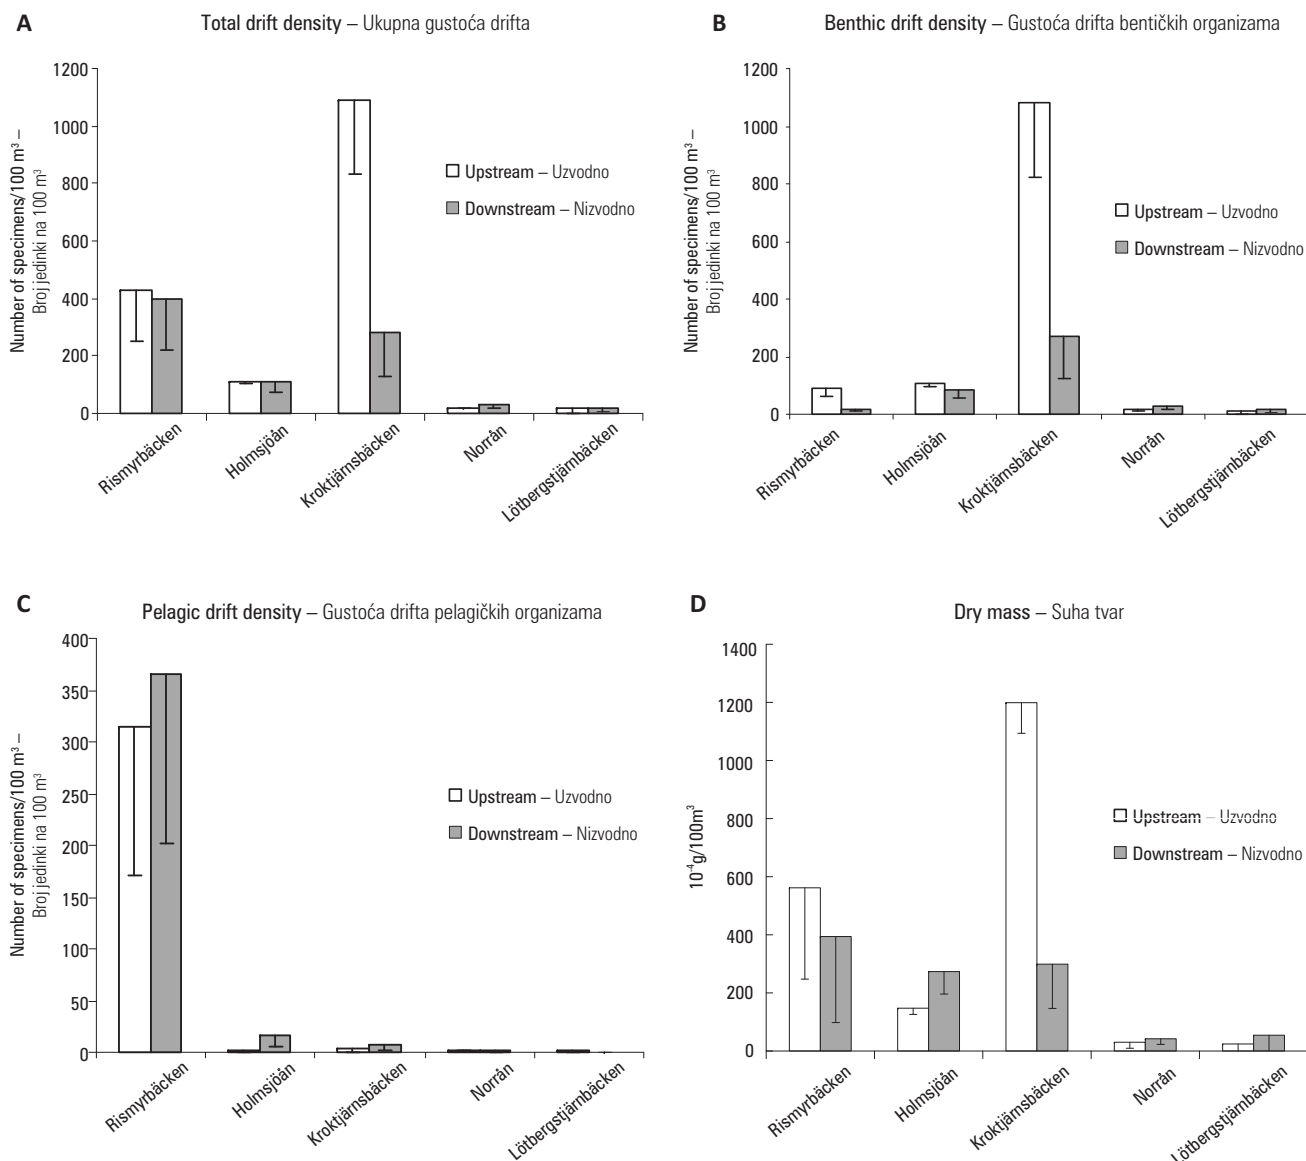 A
Total drift density – Ukupna gustoća drifta
Number of specimens/100 m³ –
Broj jedinki na 100 m³
1200
1000
800
600
400
200
0
Upstream – Uzvodno
Downstream – Nizvodno
Rismyrbäcken
Holmsjöån
Kroktjärnsbäcken
Norrån
Lötbergstjärnbäcken
B
Benthic drift density – Gustoća drifta bentičkih organizama
Number of specimens/100 m³ –
Broj jedinki na 100 m³
1200
1000
800
600
400
200
0
Upstream – Uzvodno
Downstream – Nizvodno
Rismyrbäcken
Holmsjöån
Kroktjärnsbäcken
Norrån
Lötbergstjärnbäcken
C
Pelagic drift density – Gustoća drifta pelagičkih organizama
Number of specimens/100 m³ –
Broj jedinki na 100 m³
400
350
300
250
200
150
100
50
0
Upstream – Uzvodno
Downstream – Nizvodno
Rismyrbäcken
Holmsjöån
Kroktjärnsbäcken
Norrån
Lötbergstjärnbäcken
D
Dry mass – Suha tvar
10⁻⁴g/100m³
1400
1200
1000
800
600
400
200
0
Upstream – Uzvodno
Downstream – Nizvodno
Rismyrbäcken
Holmsjöån
Kroktjärnsbäcken
Norrån
Lötbergstjärnbäcken